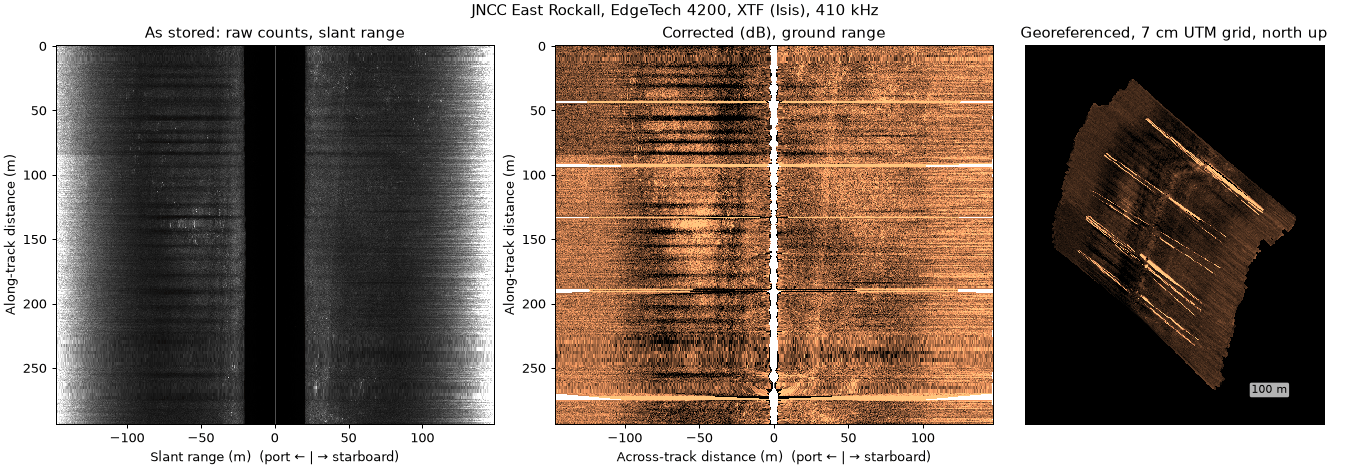 JNCC East Rockall, EdgeTech 4200, XTF (Isis), 410 kHz
As stored: raw counts, slant range
Corrected (dB), ground range
Georeferenced, 7 cm UTM grid, north up
0
50
100
150
200
250
Along-track distance (m)
−100
−50
0
50
100
Slant range (m) (port ← | → starboard)
0
50
100
150
200
250
Along-track distance (m)
−100
−50
0
50
100
Across-track distance (m) (port ← | → starboard)
100 m